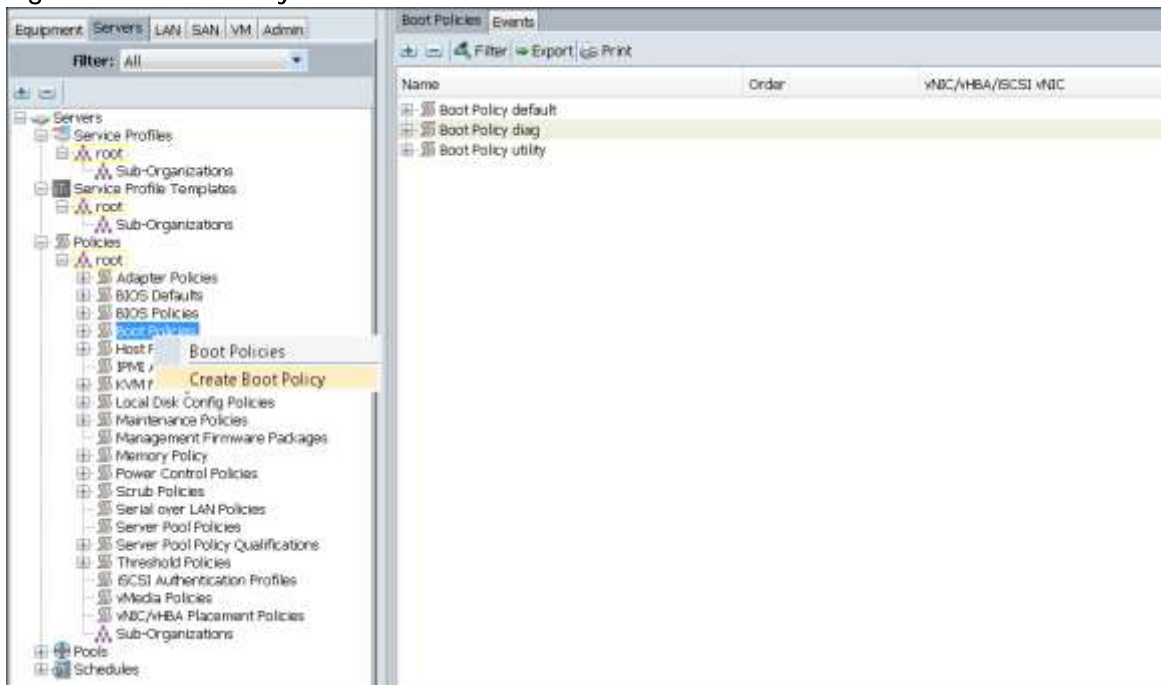 Equipment Servers LAN SAN VM Admin
Filter: All
Servers
Service Profiles
root
Sub-Organizations
Service Profile Templates
root
Sub-Organizations
Policies
root
Adapter Policies
BIOS Defaults
BIOS Policies
Boot Policies
Host F
IPMI A
KVM M
Local Disk Config Policies
Maintenance Policies
Management Firmware Packages
Memory Policy
Power Control Policies
Scrub Policies
Serial over LAN Policies
Server Pool Policies
Server Pool Policy Qualifications
Threshold Policies
iSCSI Authentication Profiles
vMedia Policies
vNIC/vHBA Placement Policies
Sub-Organizations
Pools
Schedules
Boot Policies
Create Boot Policy
Boot Policies Events
Filter Export Print
Name Order vNIC/vHBA/iSCSI vNIC
Boot Policy default
Boot Policy diag
Boot Policy utility